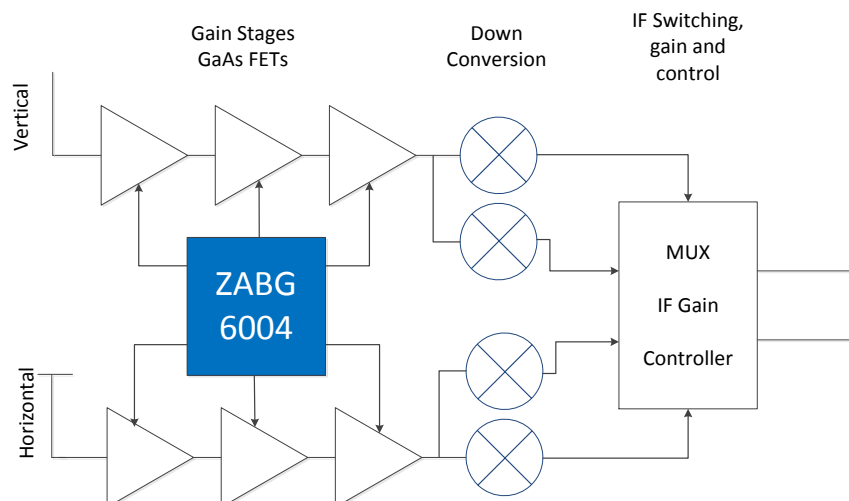 Gain Stages
GaAs FETs
Down
Conversion
IF Switching,
gain and
control
Vertical
ZABG
6004
MUX
IF Gain
Controller
Horizontal